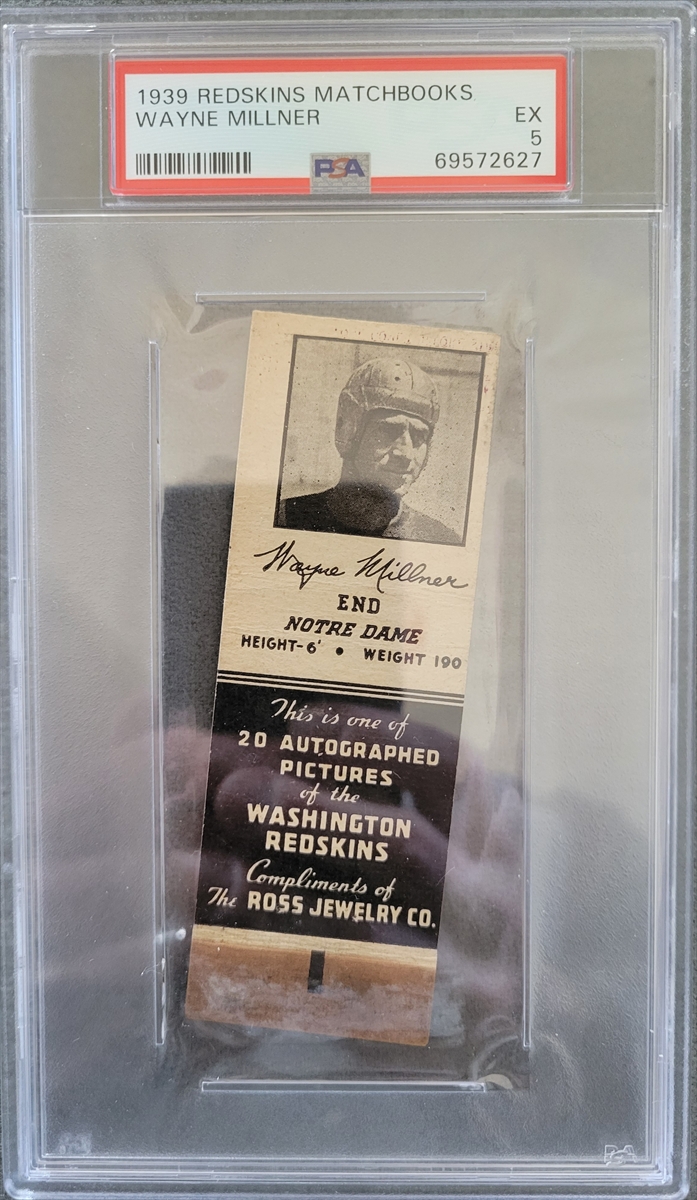 1939 REDSKINS MATCHBOOKS
WAYNE MILLNER
EX
5
69572627
PSA
Wayne Millner
END
NOTRE DAME
HEIGHT-6' • WEIGHT 190
This is one of
20 AUTOGRAPHED
PICTURES
of the
WASHINGTON
REDSKINS
Compliments of
The ROSS JEWELRY CO.
PSA